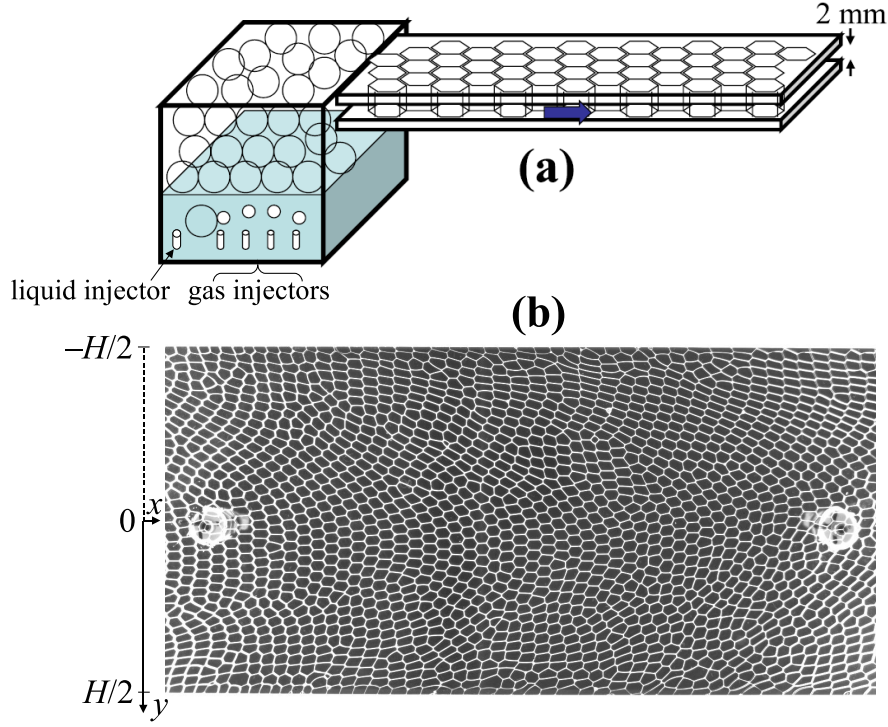 2 mm
(a)
liquid injector
gas injectors
(b)
−H/2
0
x
H/2
y